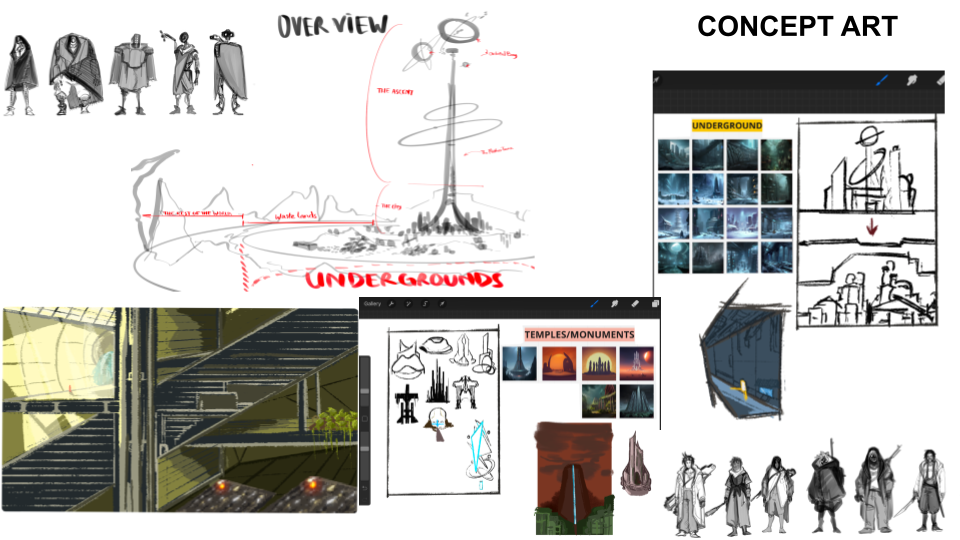 CONCEPT ART
OVERVIEW
THE ASCENT
THE CITY
THE REST OF THE WORLD
Waste lands
UNDERGROUNDS
UNDERGROUND
Gallery
TEMPLES/MONUMENTS